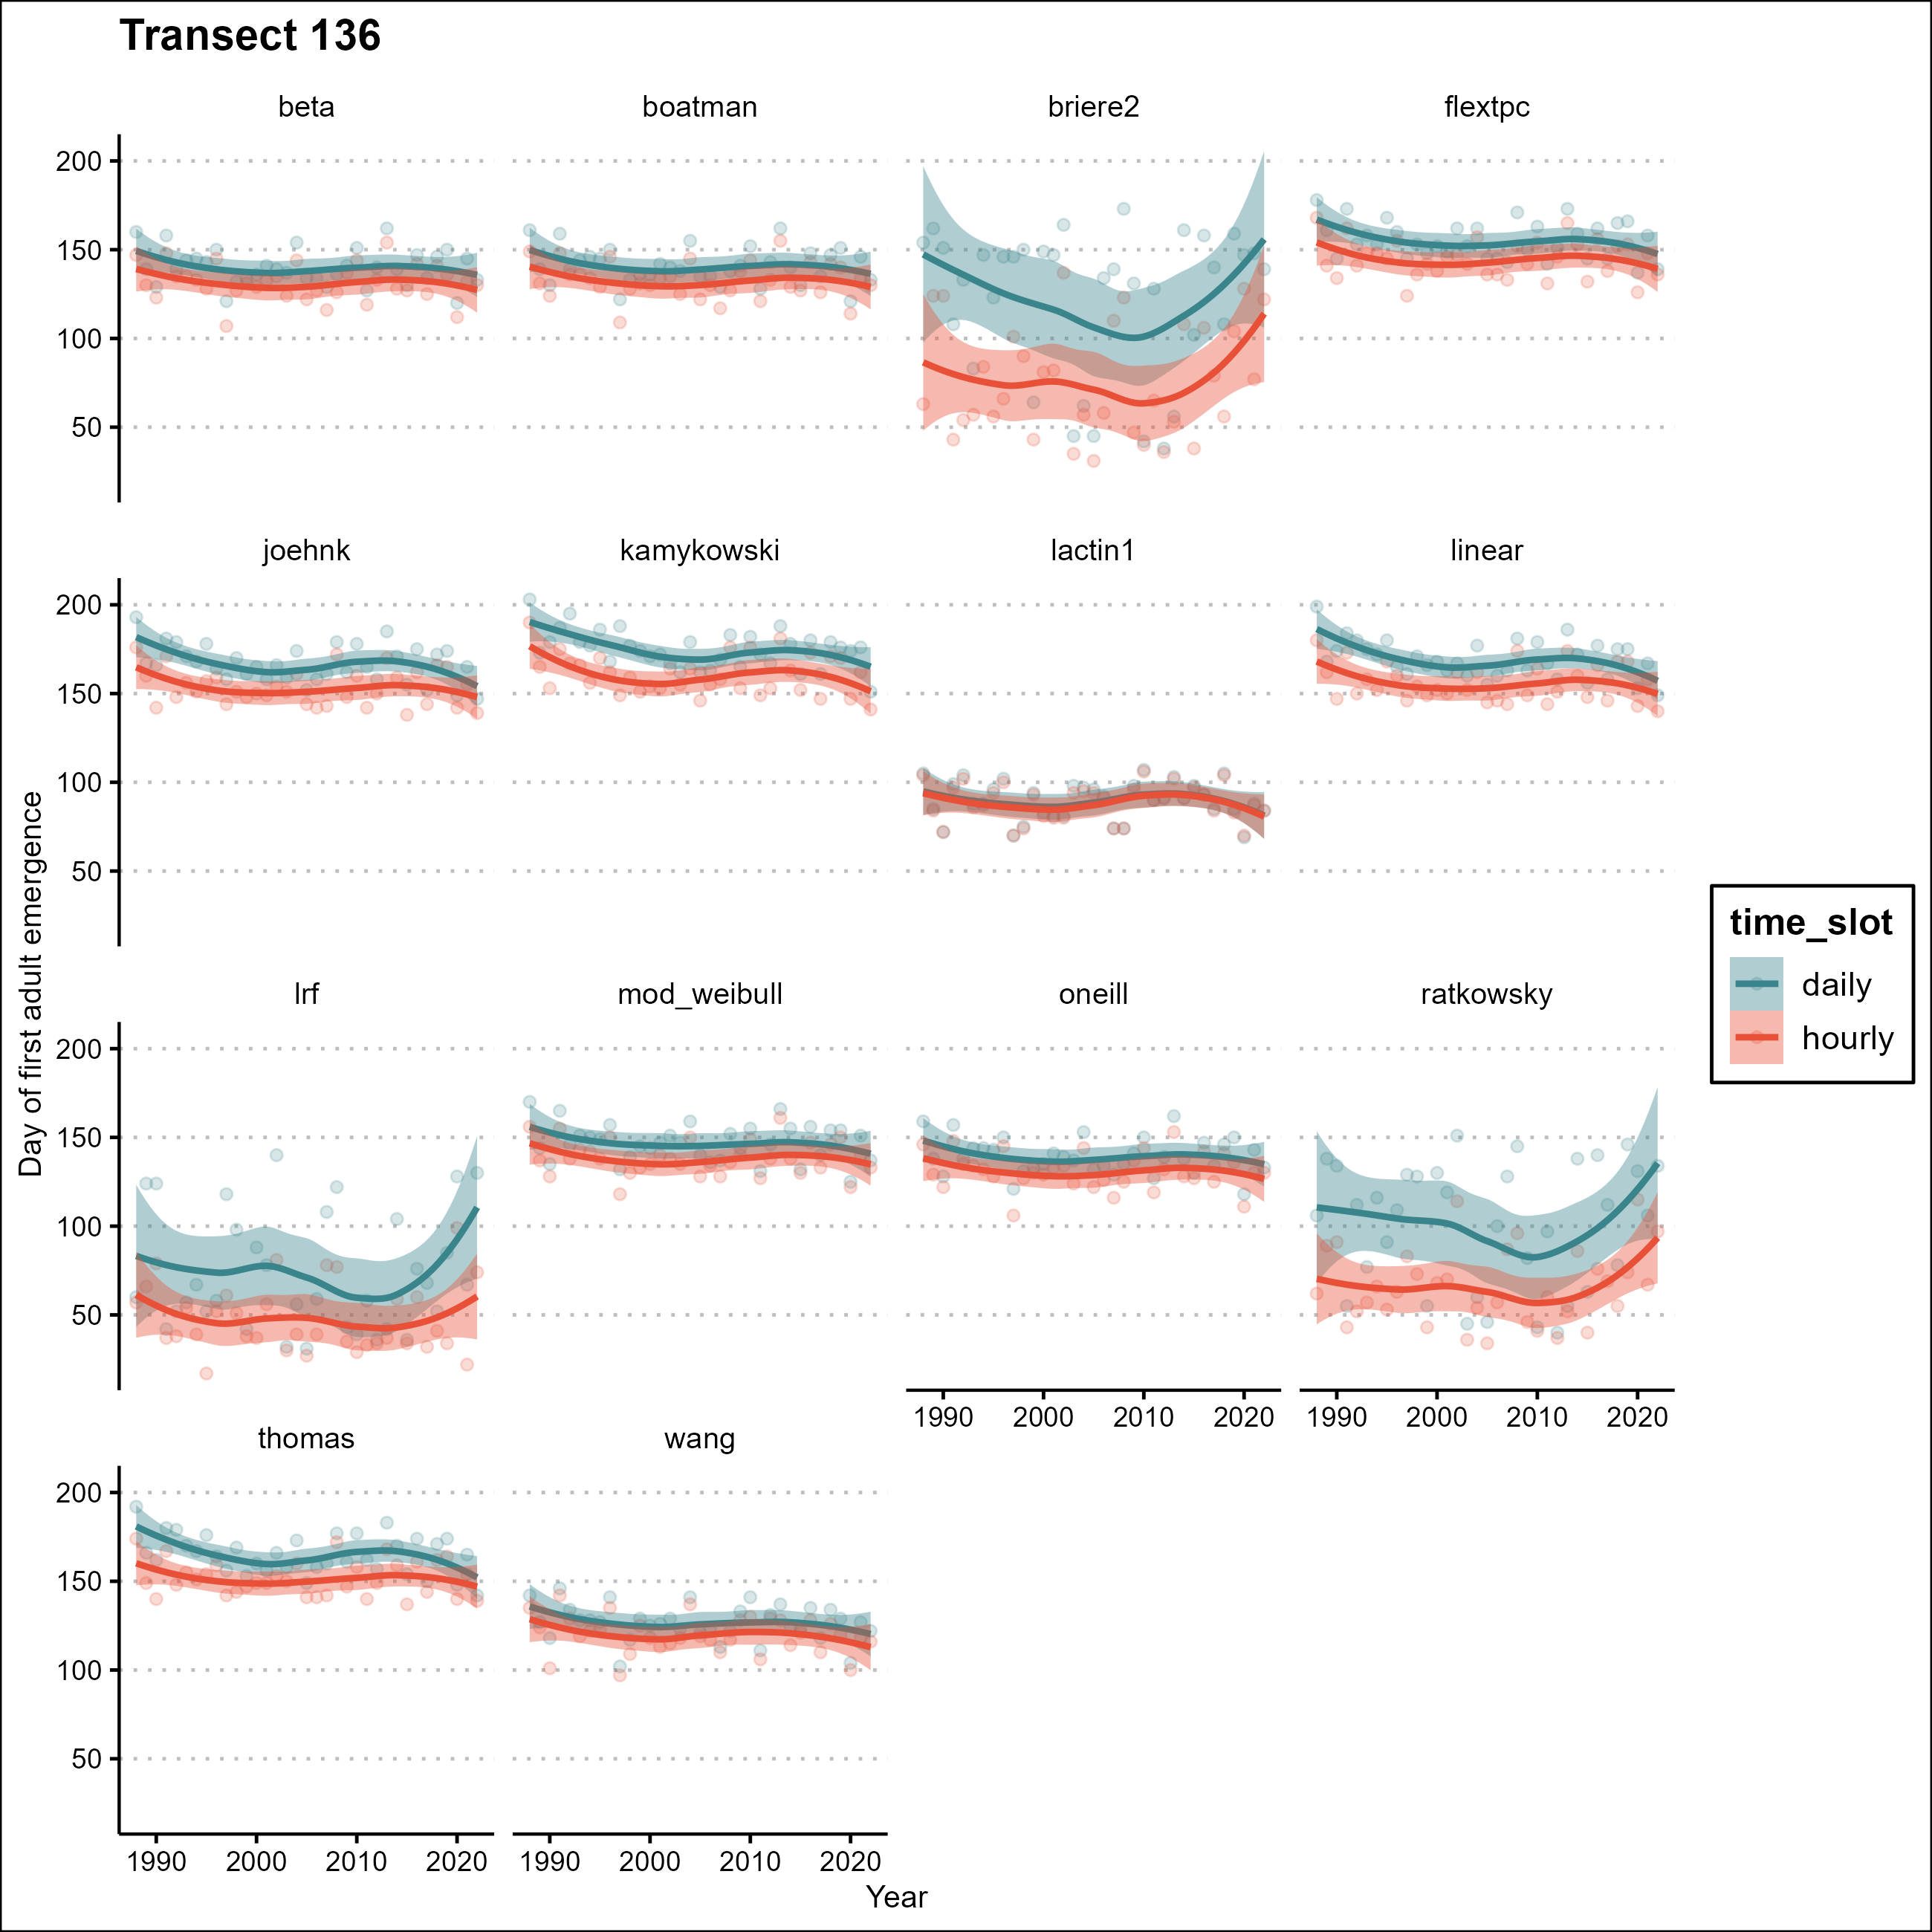 Transect 136
beta boatman briere2 flextpc
200
150
100
50
joehnk kamykowski lactin1 linear
200
150
100
50
Day of first adult emergence
time_slot
daily
hourly
lrf mod_weibull oneill ratkowsky
200
150
100
50
1990 2000 2010 2020 1990 2000 2010 2020
thomas wang
200
150
100
50
1990 2000 2010 2020 1990 2000 2010 2020
Year